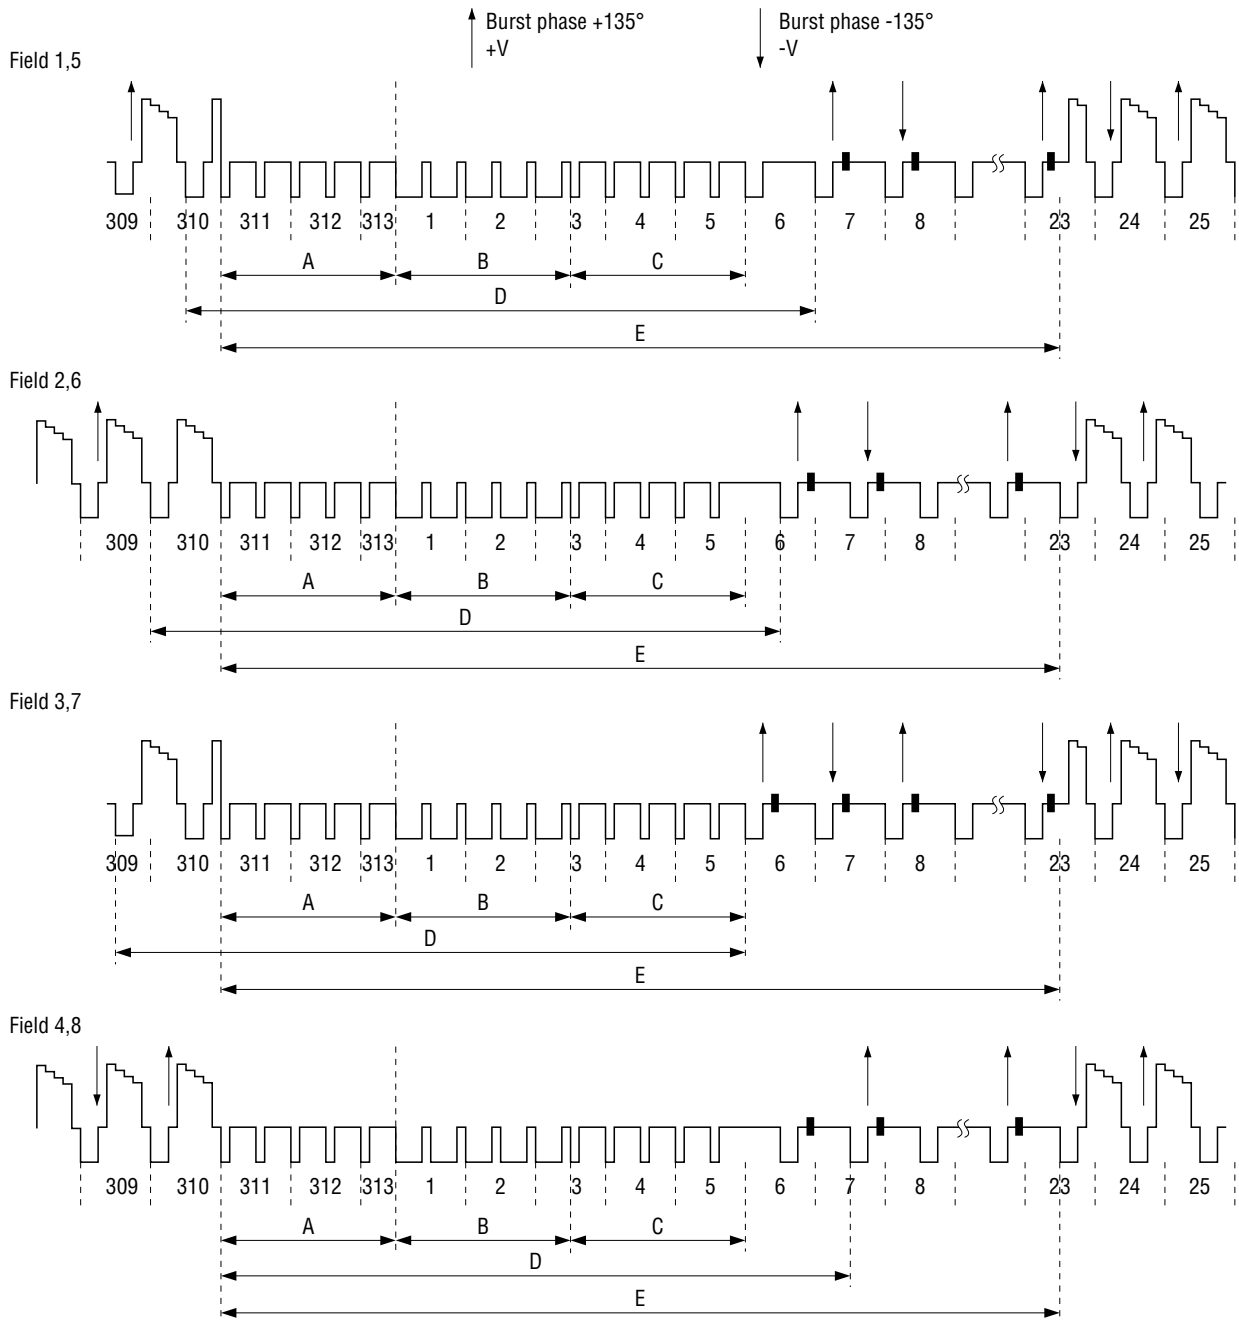 Burst phase +135°
+V
Burst phase -135°
-V
Field 1,5
309 310 311 312 313 1 2 3 4 5 6 7 8 23 24 25
A B C
D
E
Field 2,6
309 310 311 312 313 1 2 3 4 5 6 7 8 23 24 25
A B C
D
E
Field 3,7
309 310 311 312 313 1 2 3 4 5 6 7 8 23 24 25
A B C
D
E
Field 4,8
309 310 311 312 313 1 2 3 4 5 6 7 8 23 24 25
A B C
D
E